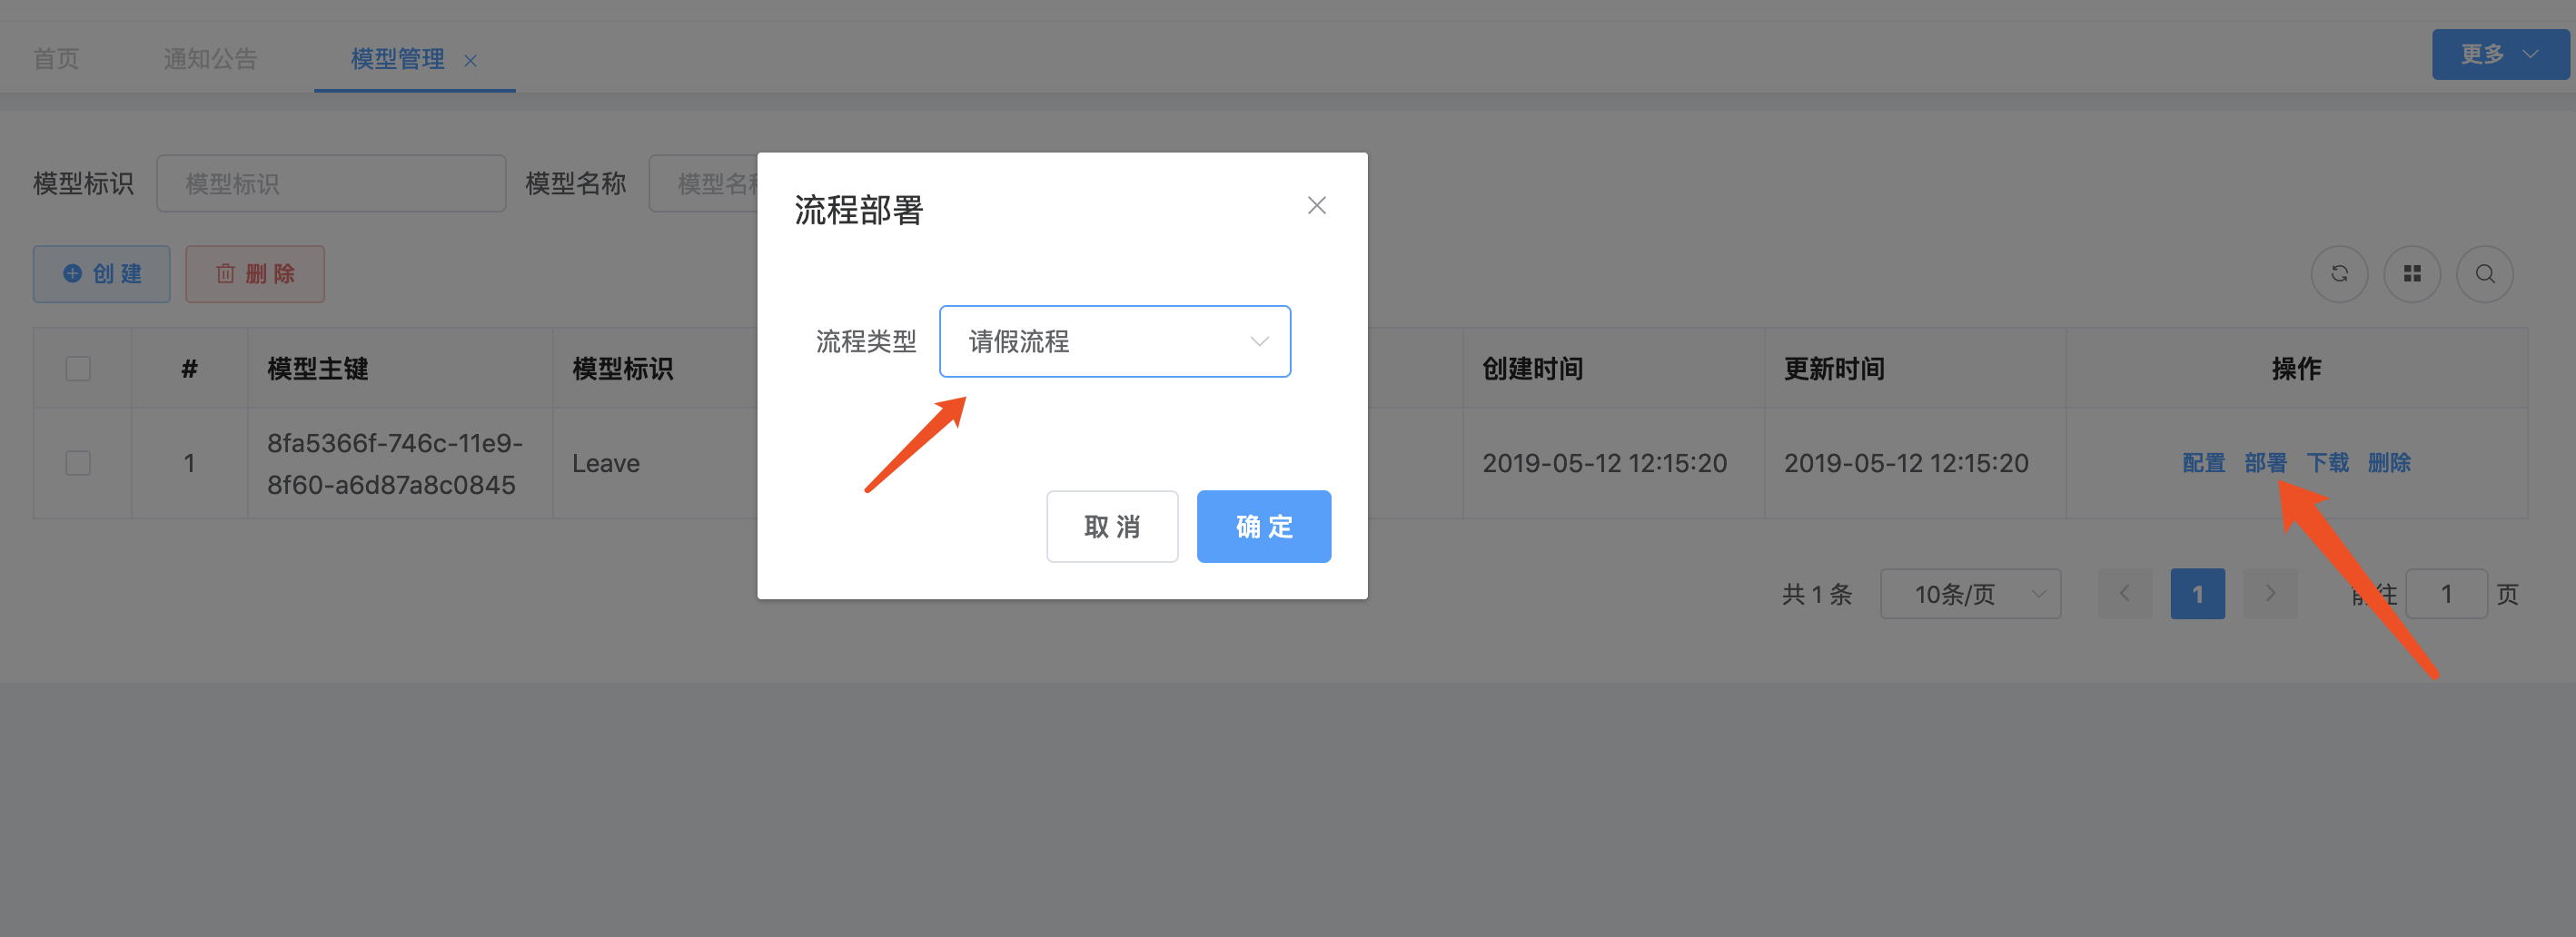 首页 通知公告 模型管理 更多
模型标识 模型标识 模型名称 模型名
流程部署
创 建 删 除
流程类型 请假流程
# 模型主键 模型标识 创建时间 更新时间 操作
8fa5366f-746c-11e9-
1 Leave 2019-05-12 12:15:20 2019-05-12 12:15:20 配置 部署 下载 删除
8f60-a6d87a8c0845
取 消 确 定
共 1 条 10条/页 1 前往 1 页